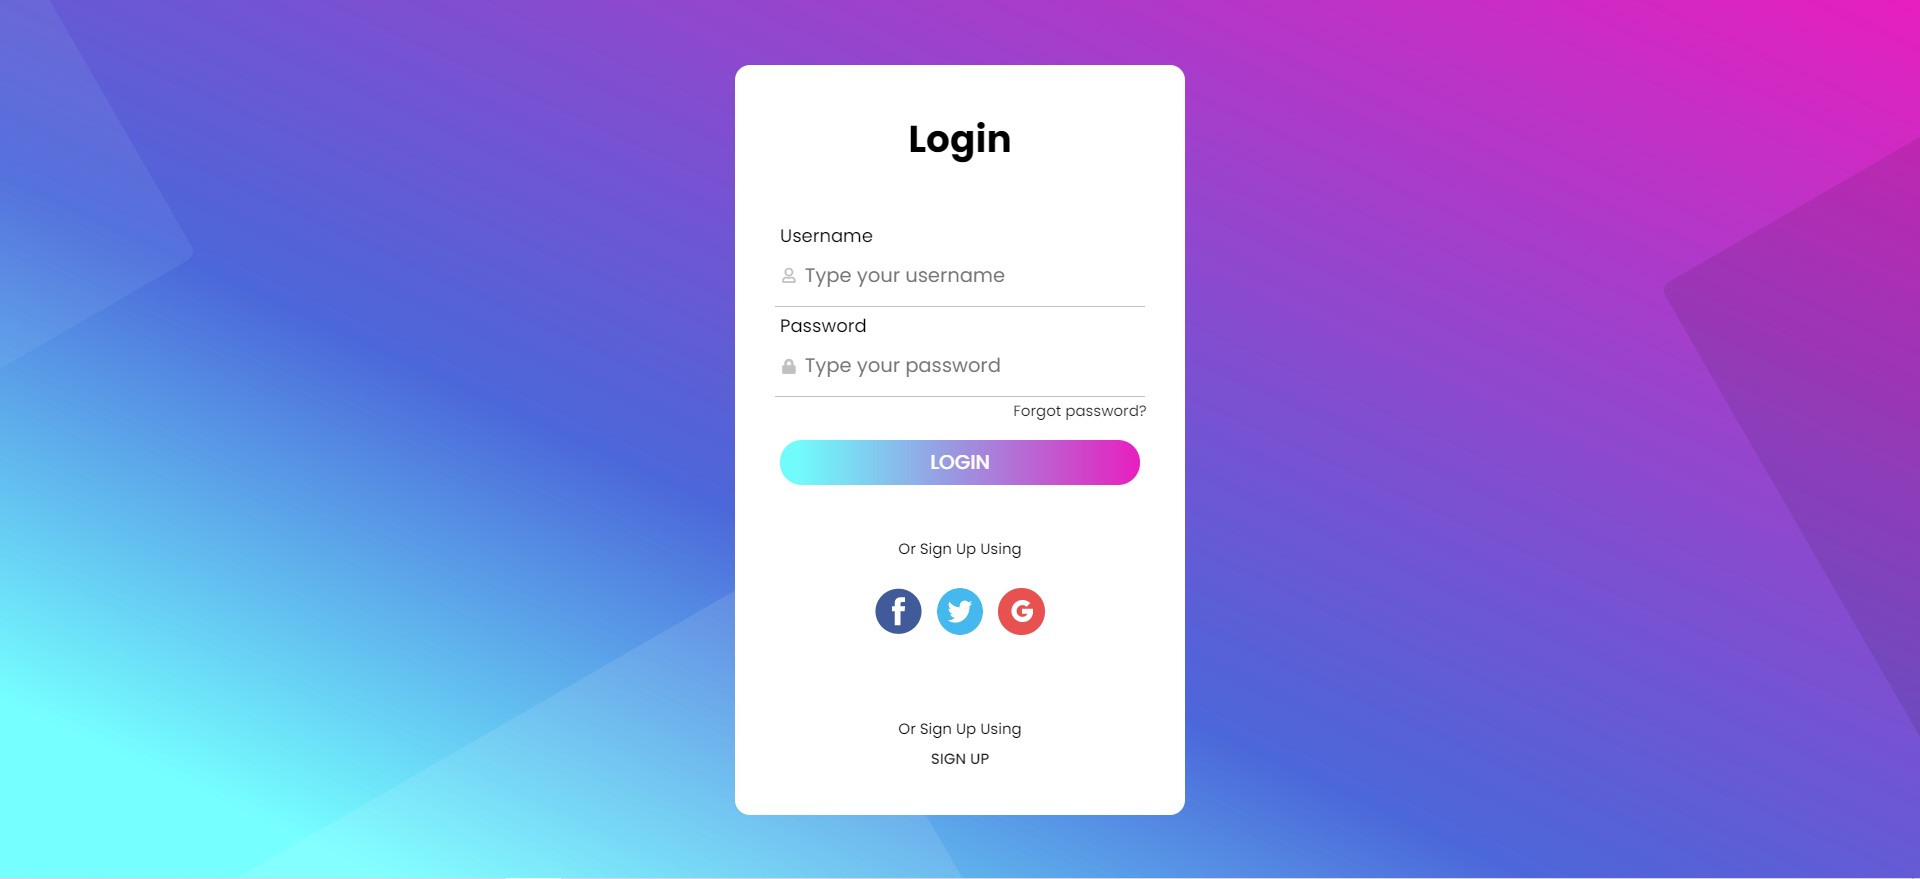 Login
Username
Type your username
Password
Type your password
Forgot password?
LOGIN
Or Sign Up Using
Or Sign Up Using
SIGN UP